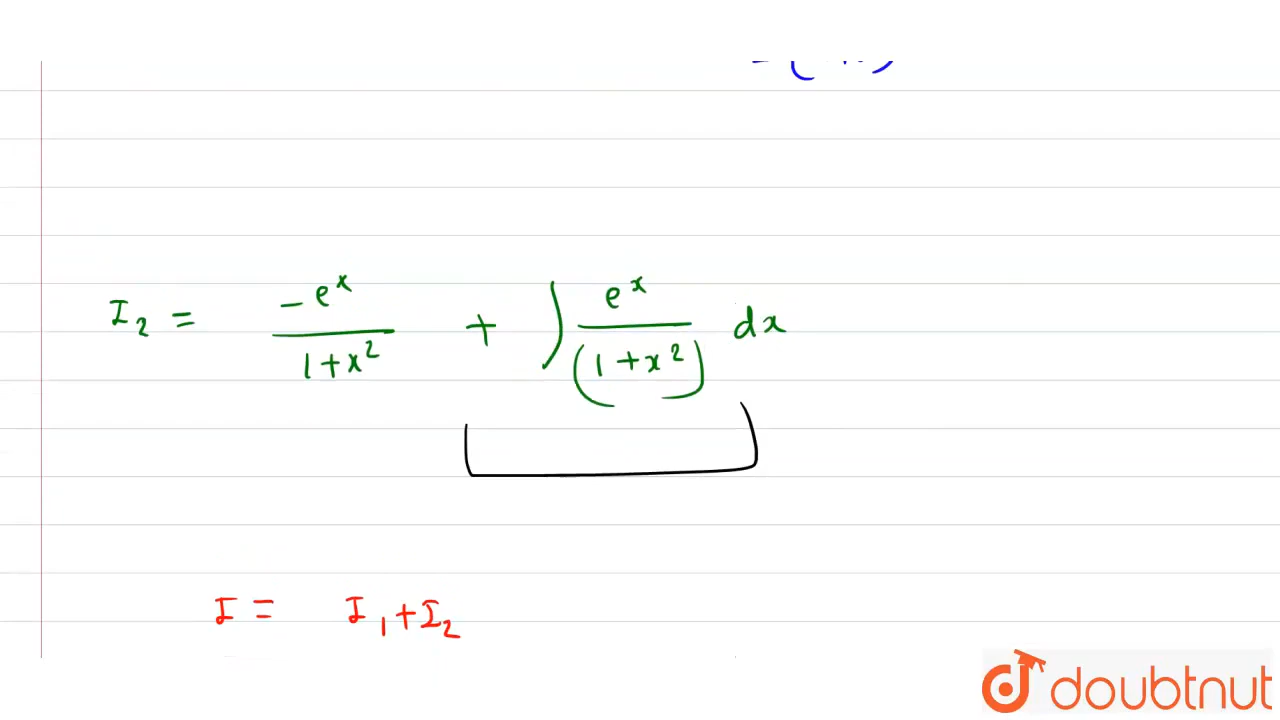 I₂ = -eˣ/(1+x²) + ∫ eˣ/(1+x²) dx
I = I₁+I₂
doubtnut